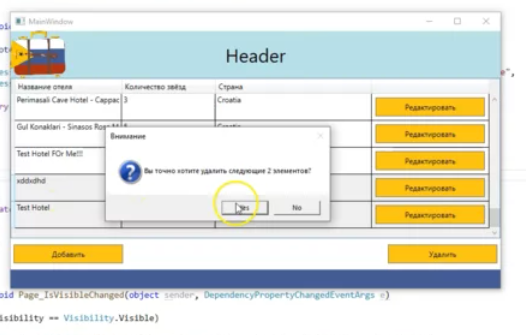 MainWindow
Header
Название отеля Количество звёзд Страна
Perimasali Cave Hotel - Cappac 3 Croatia Редактировать
Gul Konaklari - Sinasos Редактировать
Test Hotel FOr Me!!! Редактировать
xddxdhd Редактировать
Test Hotel Редактировать
Внимание
Вы точно хотите удалить следующие 2 элементов?
Yes No
Добавить Удалить
oid Page_IsVisibleChanged(object sender, DependencyPropertyChangedEventArgs e)
isibility == Visibility.Visible)